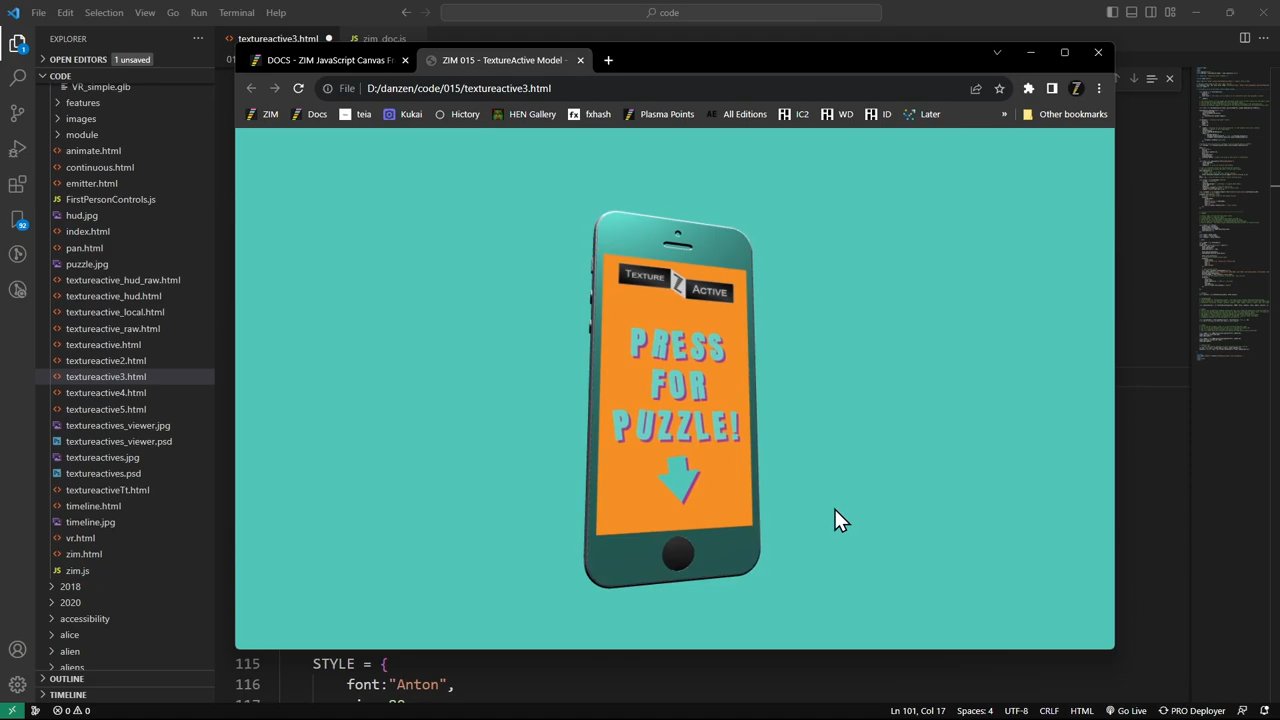 File Edit Selection View Go Run Terminal Help
code
EXPLORER
textureactive3.html
zim_doc.js
OPEN EDITORS 1 unsaved
CODE
VR_simple.glb
features
images
module
animate.html
continuous.html
emitter.html
FirstPersonControls.js
hud.jpg
index.html
pan.html
puzzle.jpg
textureactive_hud_raw.html
textureactive_hud.html
textureactive_local.html
textureactive_raw.html
textureactive.html
textureactive2.html
textureactive3.html
textureactive4.html
textureactive5.html
textureactives_viewer.jpg
textureactives_viewer.psd
textureactives.jpg
textureactives.psd
textureactiveTt.html
timeline.html
timeline.jpg
vr.html
zim.html
zim.js
2018
2020
accessibility
alice
alien
aliens
OUTLINE
TIMELINE
1
92
DOCS - ZIM JavaScript Canvas Fr
ZIM 015 - TextureActive Model -
File D:/danzen/code/015/textureactive3.html
ZIM Docs teia Kukai History HEN Gallery fxhash Plasma Points All Editions IC2 WD ID Labs » Other bookmarks
TEXTURE Z ACTIVE
PRESS
FOR
PUZZLE!
115 STYLE = {
116 font:"Anton",
0 0 Ln 101, Col 17 Spaces: 4 UTF-8 CRLF HTML Go Live PRO Deployer